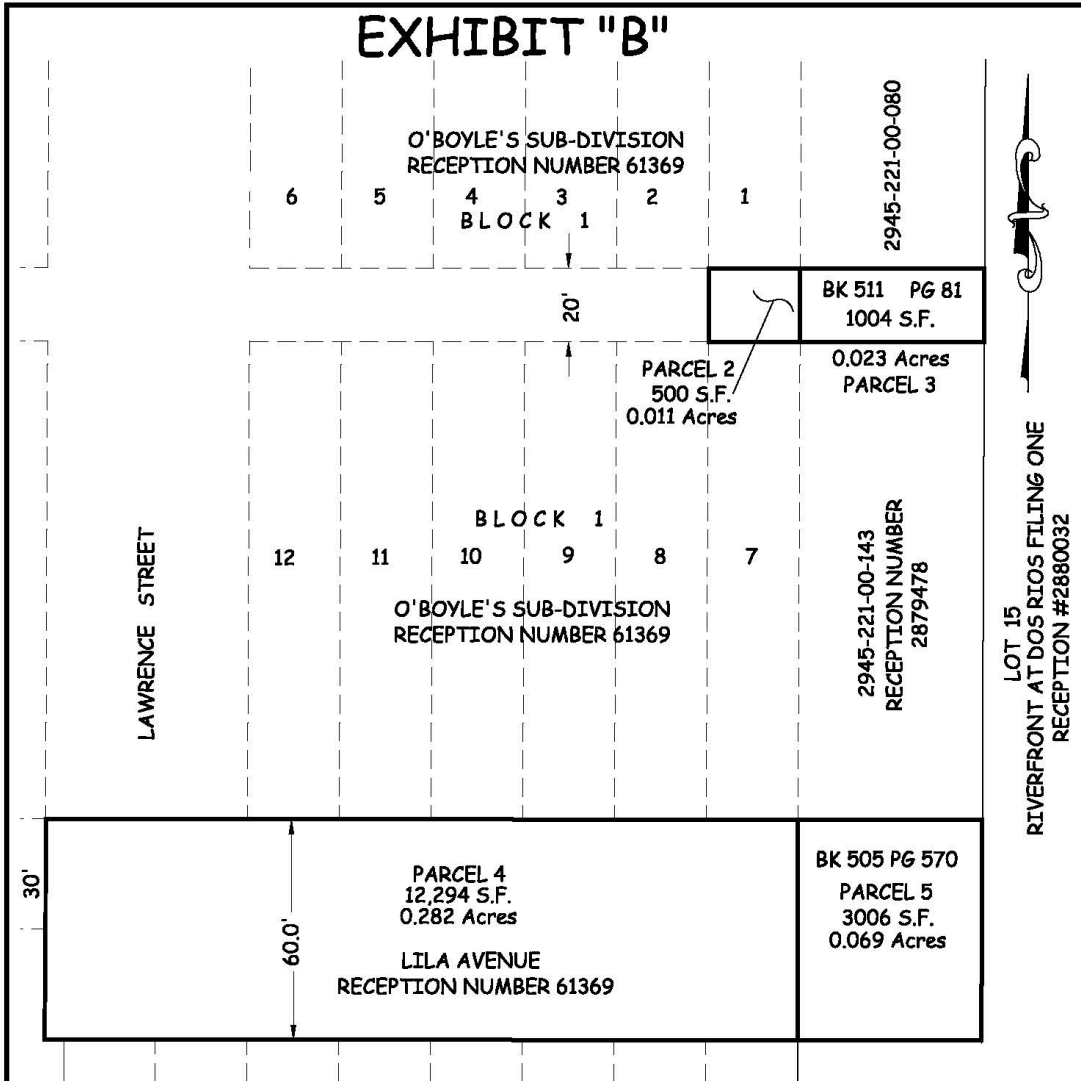 EXHIBIT "B"
O'BOYLE'S SUB-DIVISION
RECEPTION NUMBER 61369
6 5 4 3 2 1
BLOCK 1
2945-221-00-080
20'
BK 511 PG 81
1004 S.F.
0.023 Acres
PARCEL 3
PARCEL 2
500 S.F.
0.011 Acres
BLOCK 1
12 11 10 9 8 7
O'BOYLE'S SUB-DIVISION
RECEPTION NUMBER 61369
LAWRENCE STREET
2945-221-00-143
RECEPTION NUMBER
2879478
LOT 15
RIVERFRONT AT DOS RIOS FILING ONE
RECEPTION #2880032
30'
60.0'
PARCEL 4
12,294 S.F.
0.282 Acres
LILA AVENUE
RECEPTION NUMBER 61369
BK 505 PG 570
PARCEL 5
3006 S.F.
0.069 Acres